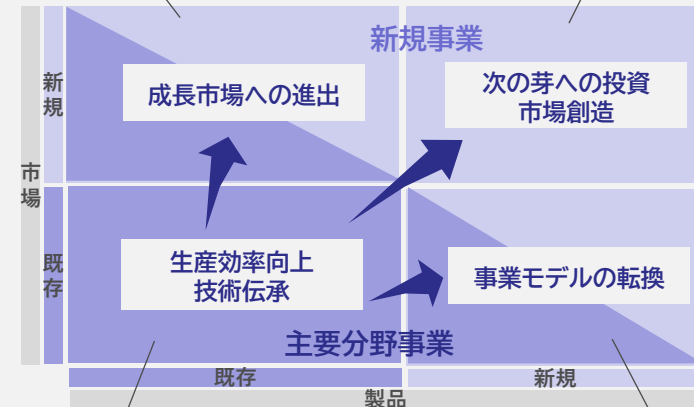 新規事業
成長市場への進出
次の芽への投資
市場創造
新規
市場
既存
生産効率向上
技術伝承
事業モデルの転換
主要分野事業
既存
新規
製品